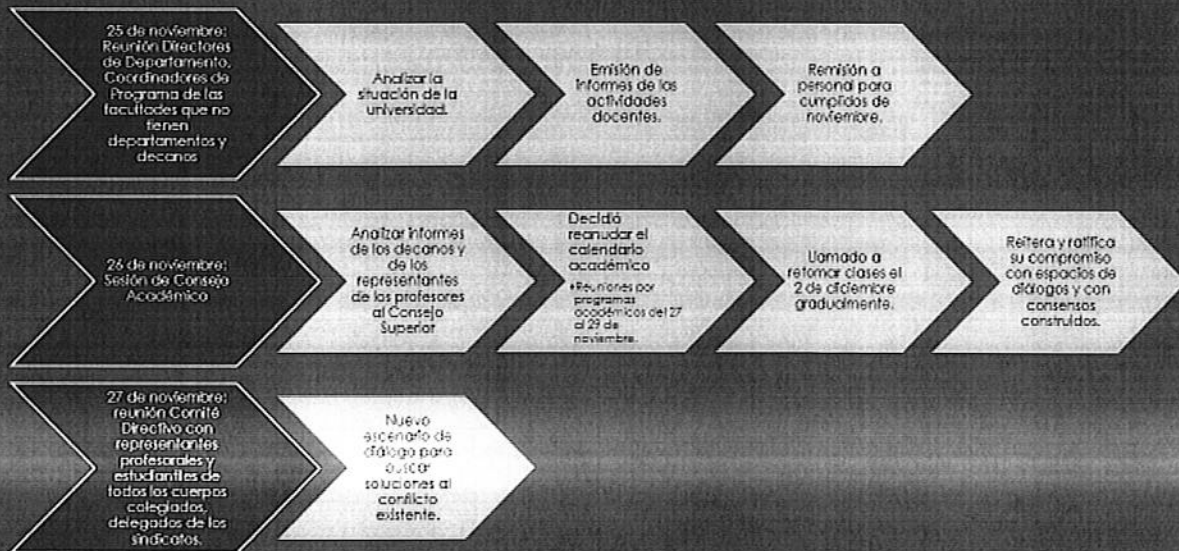 25 de noviembre:
Reunión Directores
de Departamento,
Coordinadores de
Programa de las
facultades que no
tienen
departamentos y
decanos
Analizar la
situación de la
universidad.
Emisión de
informes de las
actividades
docentes.
Remisión a
personal para
cumplidos de
noviembre.
26 de noviembre:
Sesión de Consejo
Académico
Analizar informes
de los decanos y
de los
representantes
de los profesores
al Consejo
Superior
Decidió
reanudar el
calendario
académico
•Reuniones por
programas
académicos del 27
al 29 de
noviembre.
Llamado a
retomar clases el
2 de diciembre
gradualmente.
Reitera y ratifica
su compromiso
con espacios de
diálogos y con
consensos
construidos.
27 de noviembre:
reunión Comité
Directivo con
representantes
profesorales y
estudiantiles de
todos los cuerpos
colegiados,
delegados de los
sindicatos.
Nuevo
escenario de
diálogo para
buscar
soluciones al
conflicto
existente.